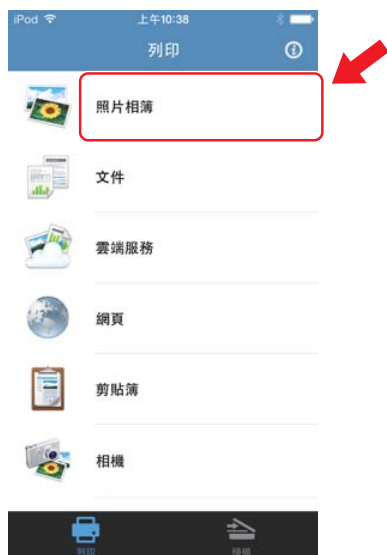 iPod 上午10:38
列印
照片相簿
文件
雲端服務
網頁
剪貼簿
相機
列印
掃描